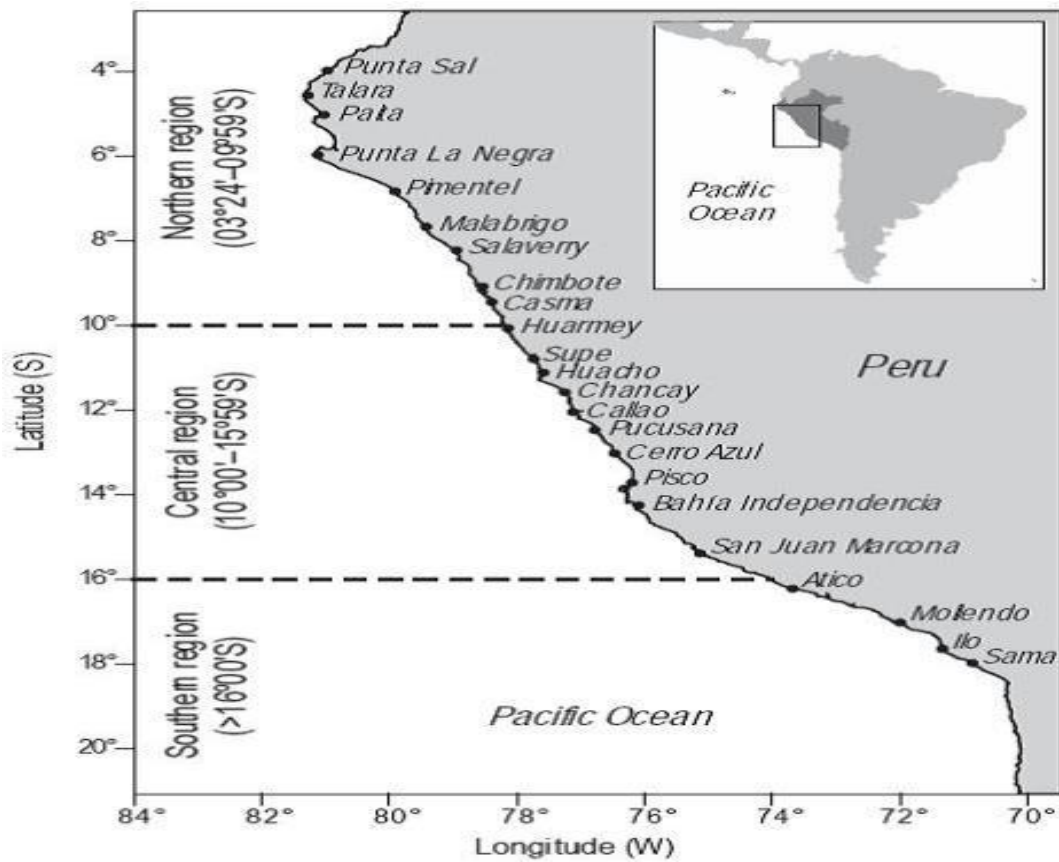 4°
6°
8°
10°
12°
14°
16°
18°
20°
Latitude (S)
Northern region
(03°24'–09°59'S)
Central region
(10°00'–15°59'S)
Southern region
(>16°00'S)
Punta Sal
Talara
Paita
Punta La Negra
Pimentel
Malabrigo
Salaverry
Chimbote
Casma
Huarmey
Supe
Huacho
Chancay
Callao
Pucusana
Cerro Azul
Pisco
Bahía Independencia
San Juan Marcona
Atico
Mollendo
Ilo
Sama
Peru
Pacific Ocean
Pacific
Ocean
84°
82°
80°
78°
76°
74°
72°
70°
Longitude (W)